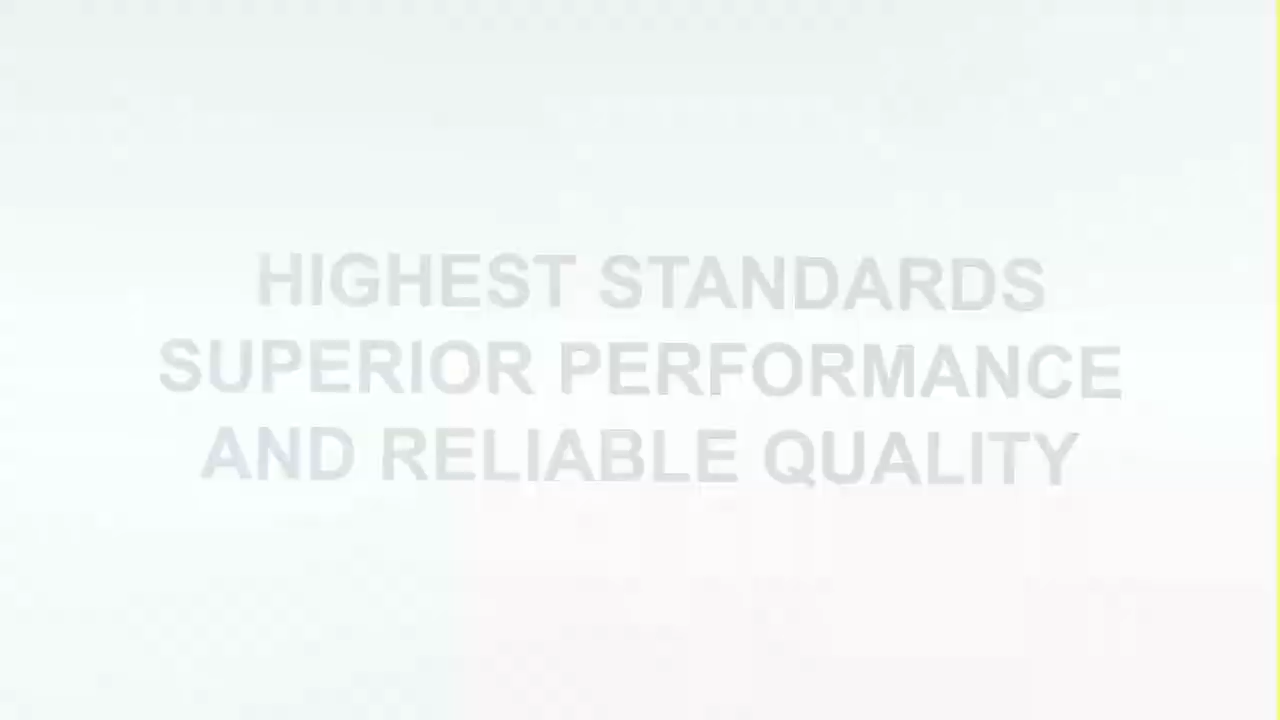 HIGHEST STANDARDS
SUPERIOR PERFORMANCE
AND RELIABLE QUALITY